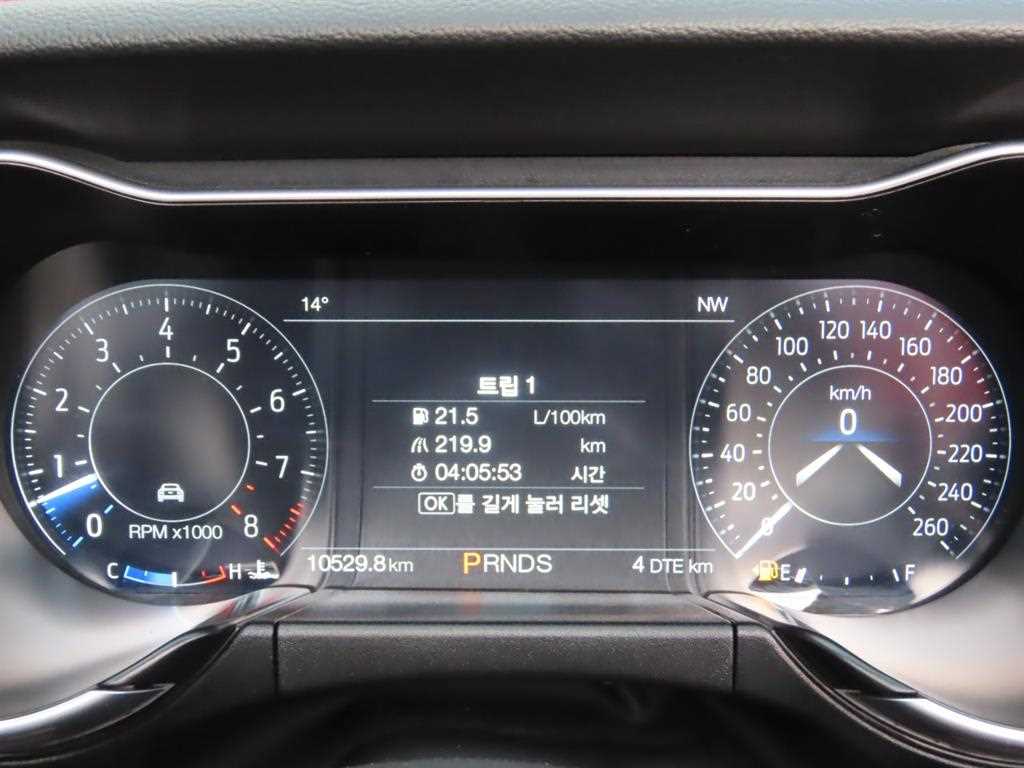 14°
NW
0 1 2 3 4 5 6 7 8
RPM x1000
트립 1
21.5 L/100km
219.9 km
04:05:53 시간
OK를 길게 눌러 리셋
0 20 40 60 80 100 120 140 160 180 200 220 240 260
km/h
0
C H
10529.8 km
PRNDS
4 DTE km
E F